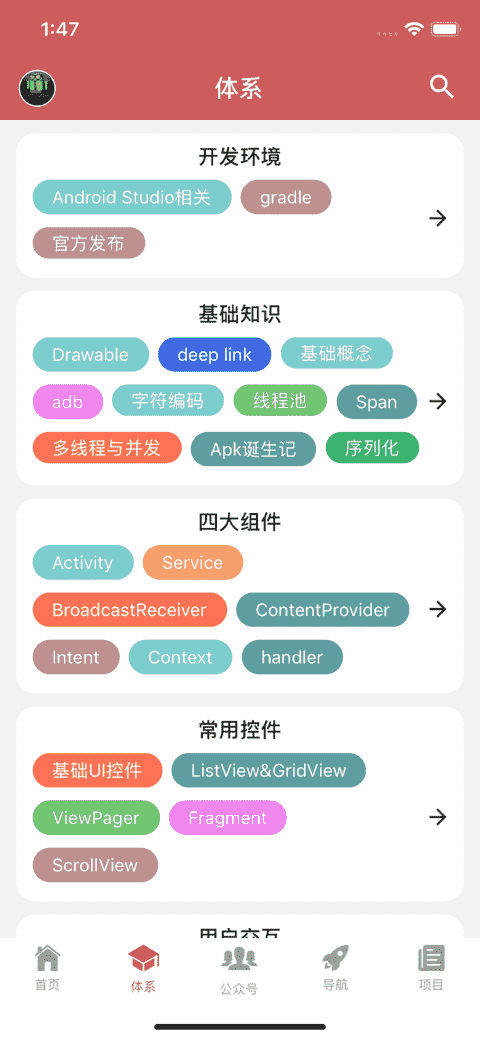 1:47
体系
开发环境
Android Studio相关 gradle
官方发布
基础知识
Drawable deep link 基础概念
adb 字符编码 线程池 Span
多线程与并发 Apk诞生记 序列化
四大组件
Activity Service
BroadcastReceiver ContentProvider
Intent Context handler
常用控件
基础UI控件 ListView&GridView
ViewPager Fragment
ScrollView
用户交互
首页 体系 公众号 导航 项目